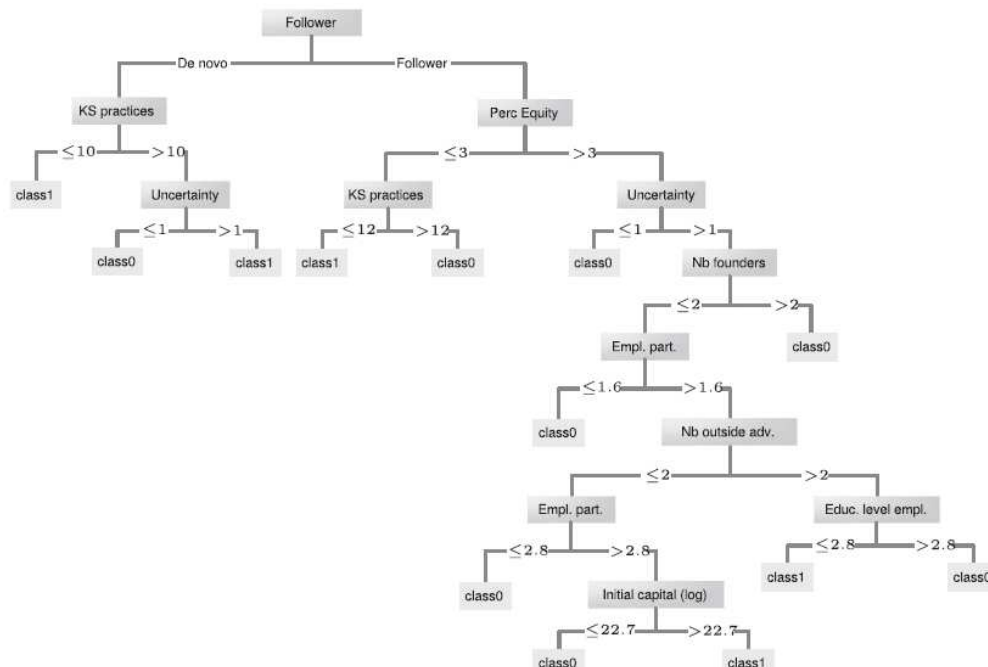 Follower
De novo Follower
KS practices Perc Equity
≤10 >10 ≤3 >3
class1 Uncertainty KS practices Uncertainty
≤1 >1 ≤12 >12 ≤1 >1
class0 class1 class1 class0 class0 Nb founders
≤2 >2
Empl. part. class0
≤1.6 >1.6
class0 Nb outside adv.
≤2 >2
Empl. part. Educ. level empl.
≤2.8 >2.8 ≤2.8 >2.8
class0 Initial capital (log) class1 class0
≤22.7 >22.7
class0 class1